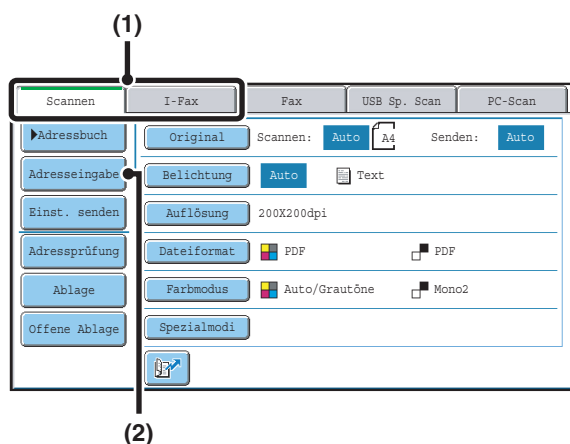 (1)
Scannen I-Fax Fax USB Sp. Scan PC-Scan
Adressbuch Original Scannen: Auto A4 Senden: Auto
Adresseingabe Belichtung Auto Text
Einst. senden Auflösung 200X200dpi
Adressprüfung Dateiformat PDF PDF
Ablage Farbmodus Auto/Grautöne Mono2
Offene Ablage Spezialmodi
(2)